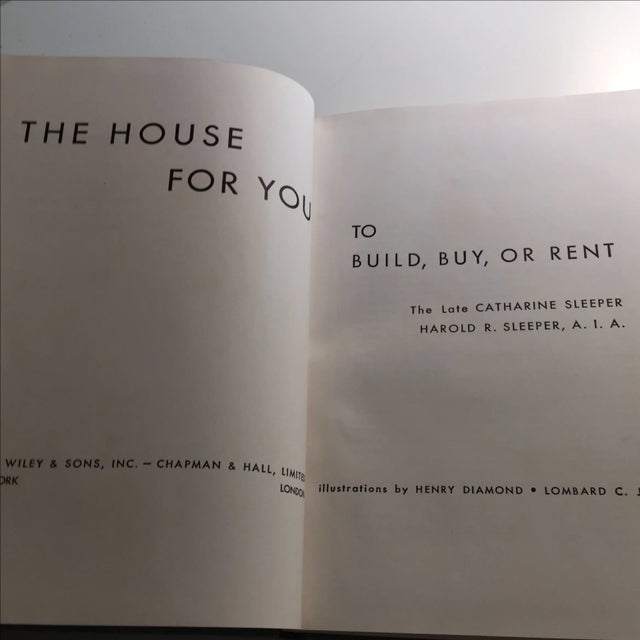 THE HOUSE
FOR YOU
WILEY & SONS, INC. — CHAPMAN & HALL, LIMITED
LONDON
TO
BUILD, BUY, OR RENT
The Late CATHARINE SLEEPER
HAROLD R. SLEEPER, A. I. A.
illustrations by HENRY DIAMOND • LOMBARD C.